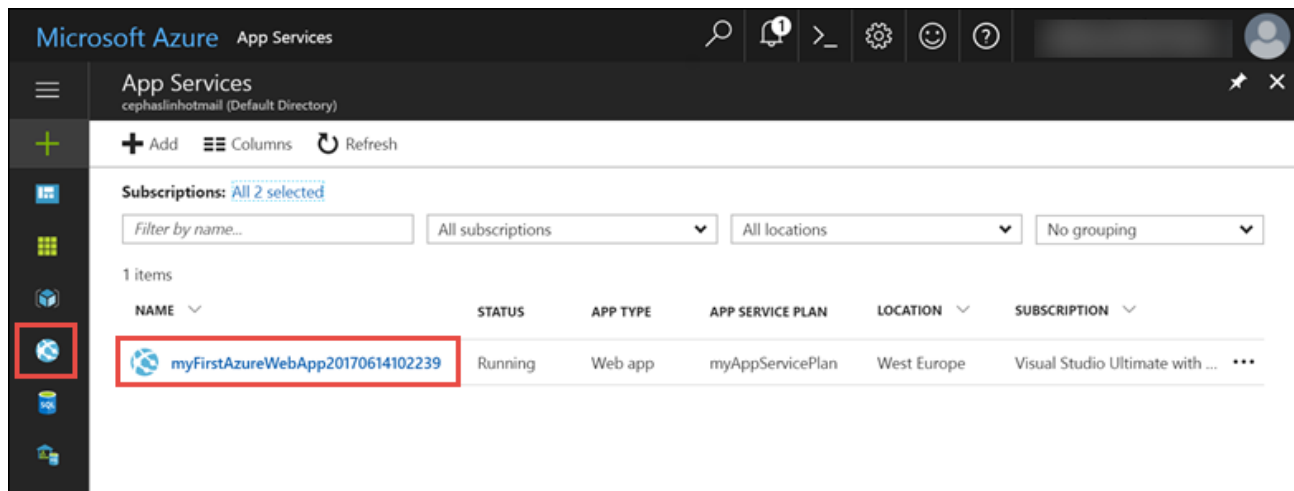 Microsoft Azure App Services
1
App Services
cephaslinhotmail (Default Directory)
Add Columns Refresh
Subscriptions: All 2 selected
Filter by name... All subscriptions All locations No grouping
1 items
NAME STATUS APP TYPE APP SERVICE PLAN LOCATION SUBSCRIPTION
myFirstAzureWebApp20170614102239 Running Web app myAppServicePlan West Europe Visual Studio Ultimate with ...
SQL